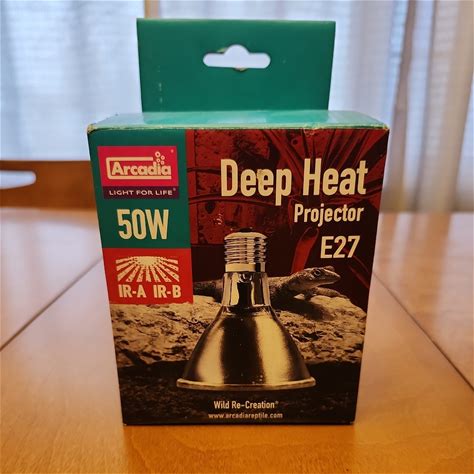 Arcadia®
LIGHT FOR LIFE®
50W
IR-A IR-B
Deep Heat
Projector
E27
Wild Re-Creation®
www.arcadiareptile.com